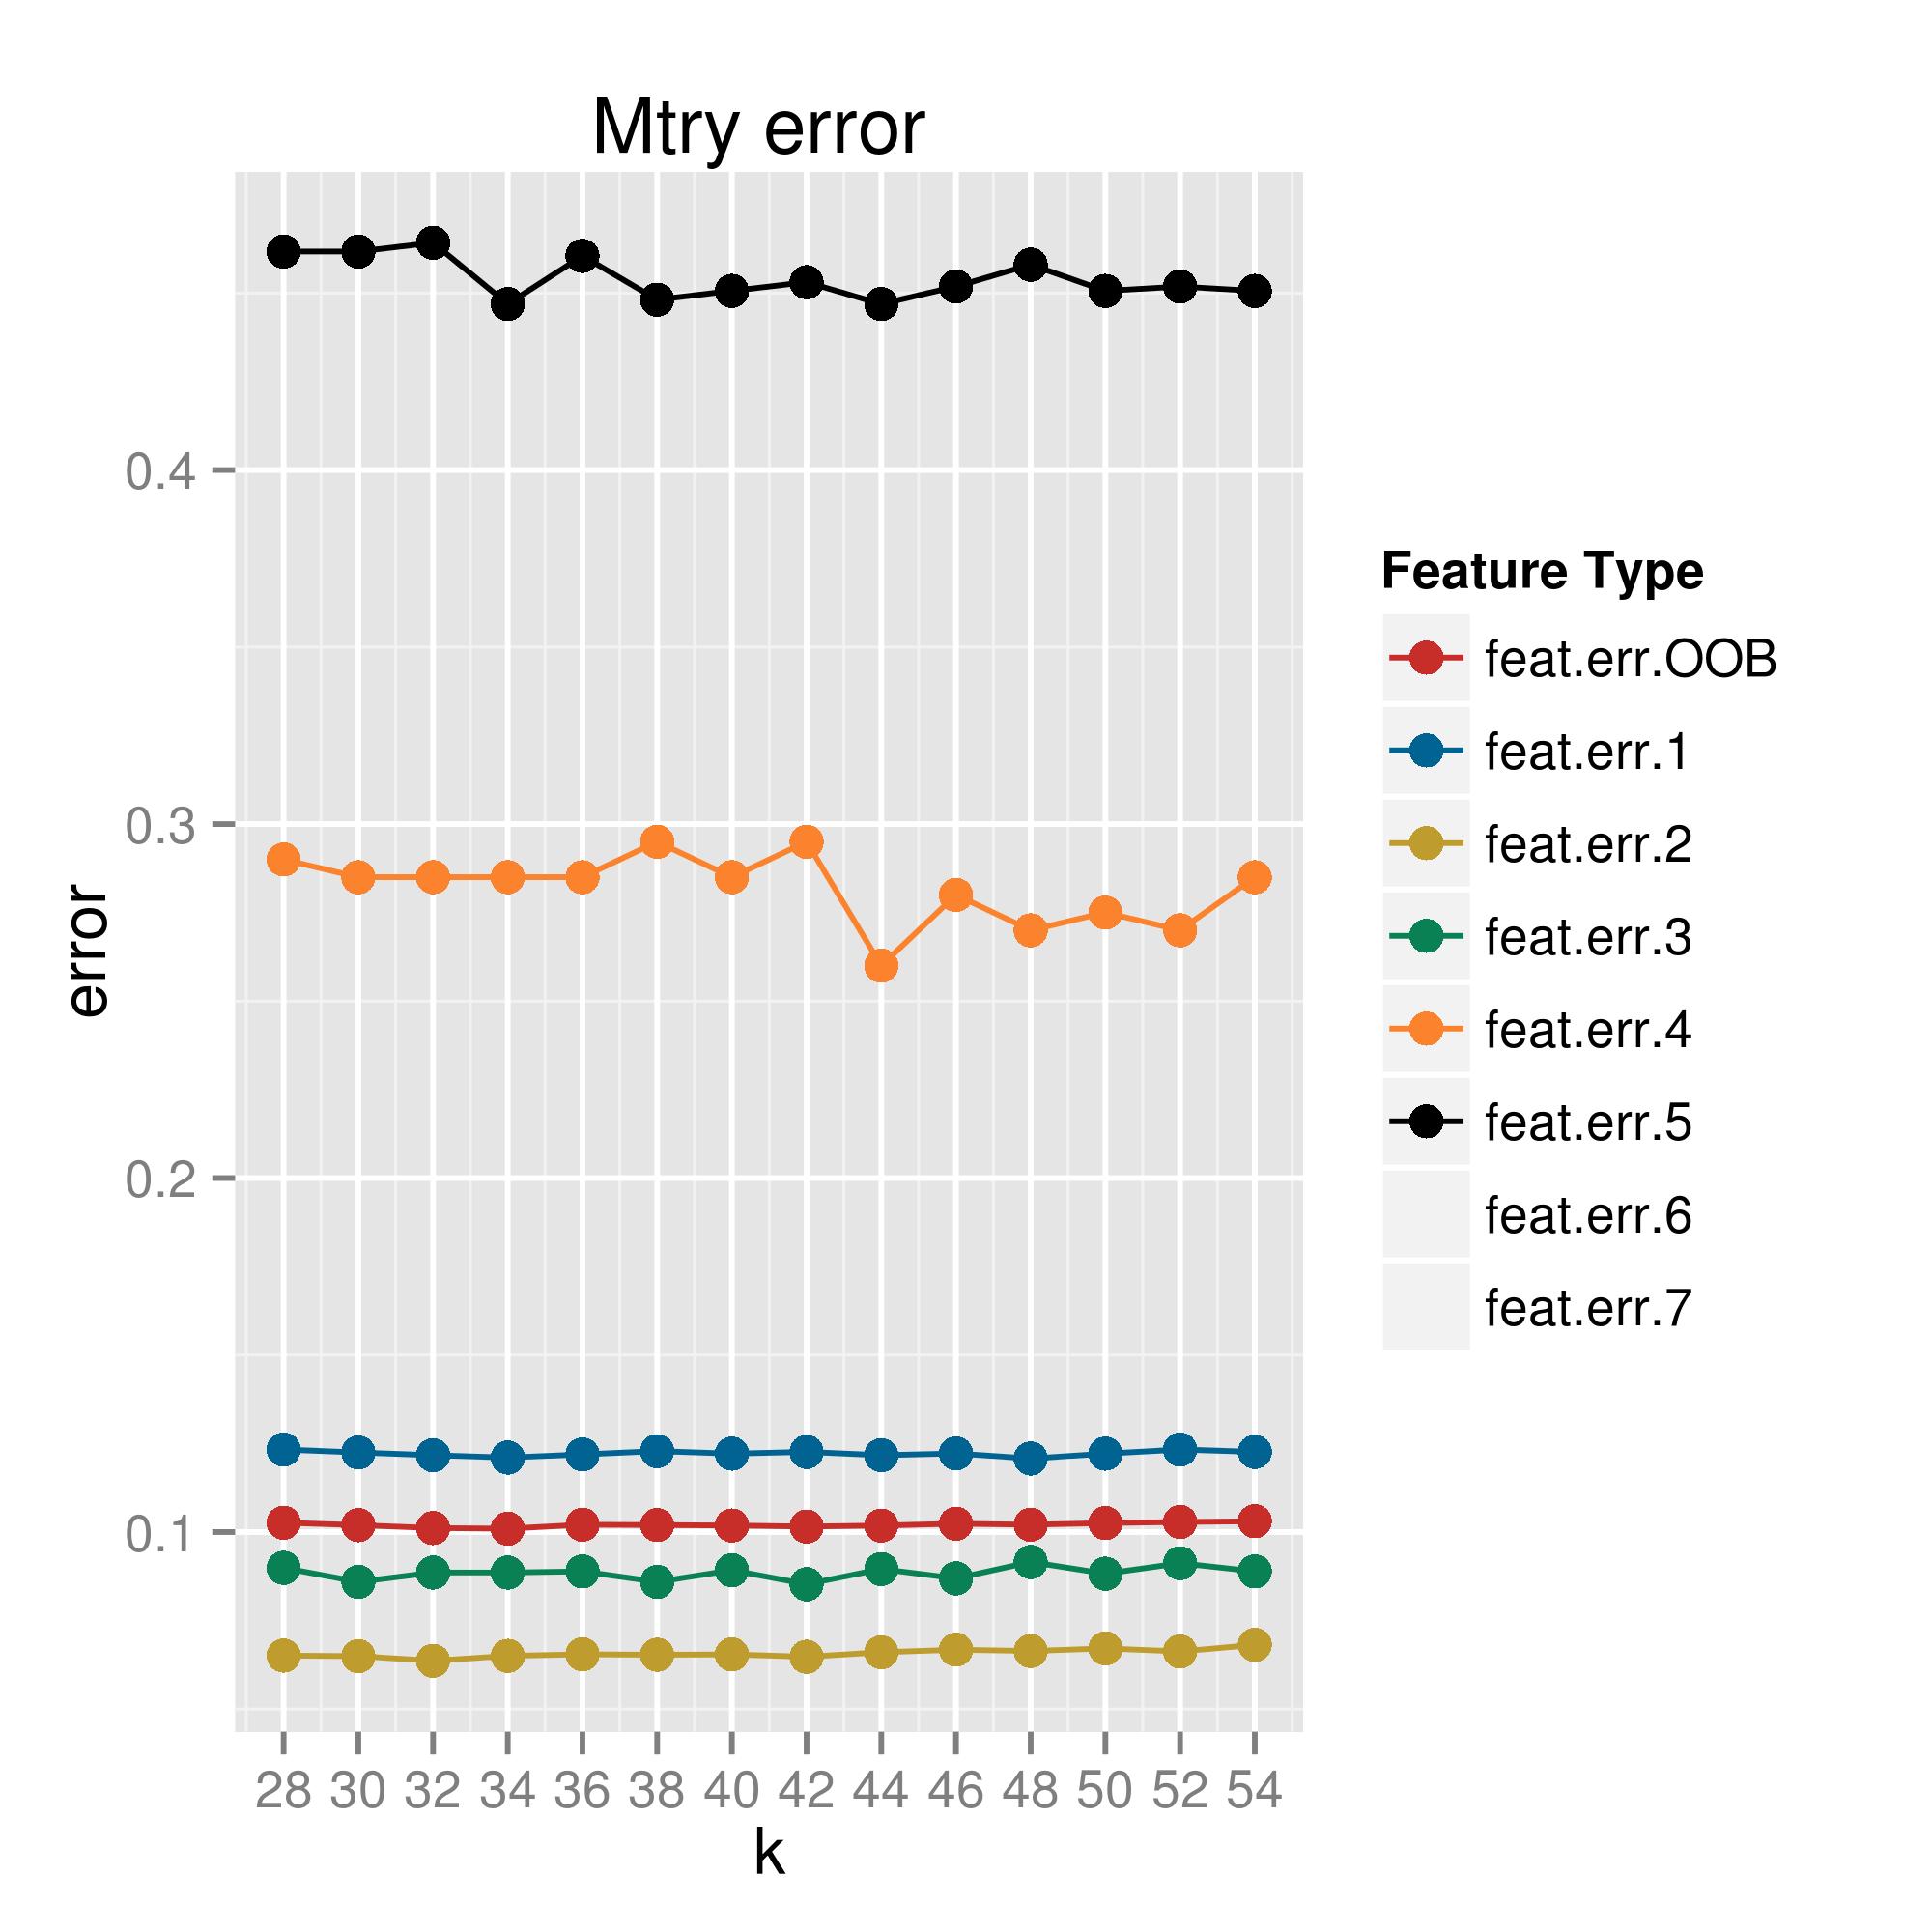 Mtry error
error
0.4
0.3
0.2
0.1
28 30 32 34 36 38 40 42 44 46 48 50 52 54
k
Feature Type
feat.err.OOB
feat.err.1
feat.err.2
feat.err.3
feat.err.4
feat.err.5
feat.err.6
feat.err.7